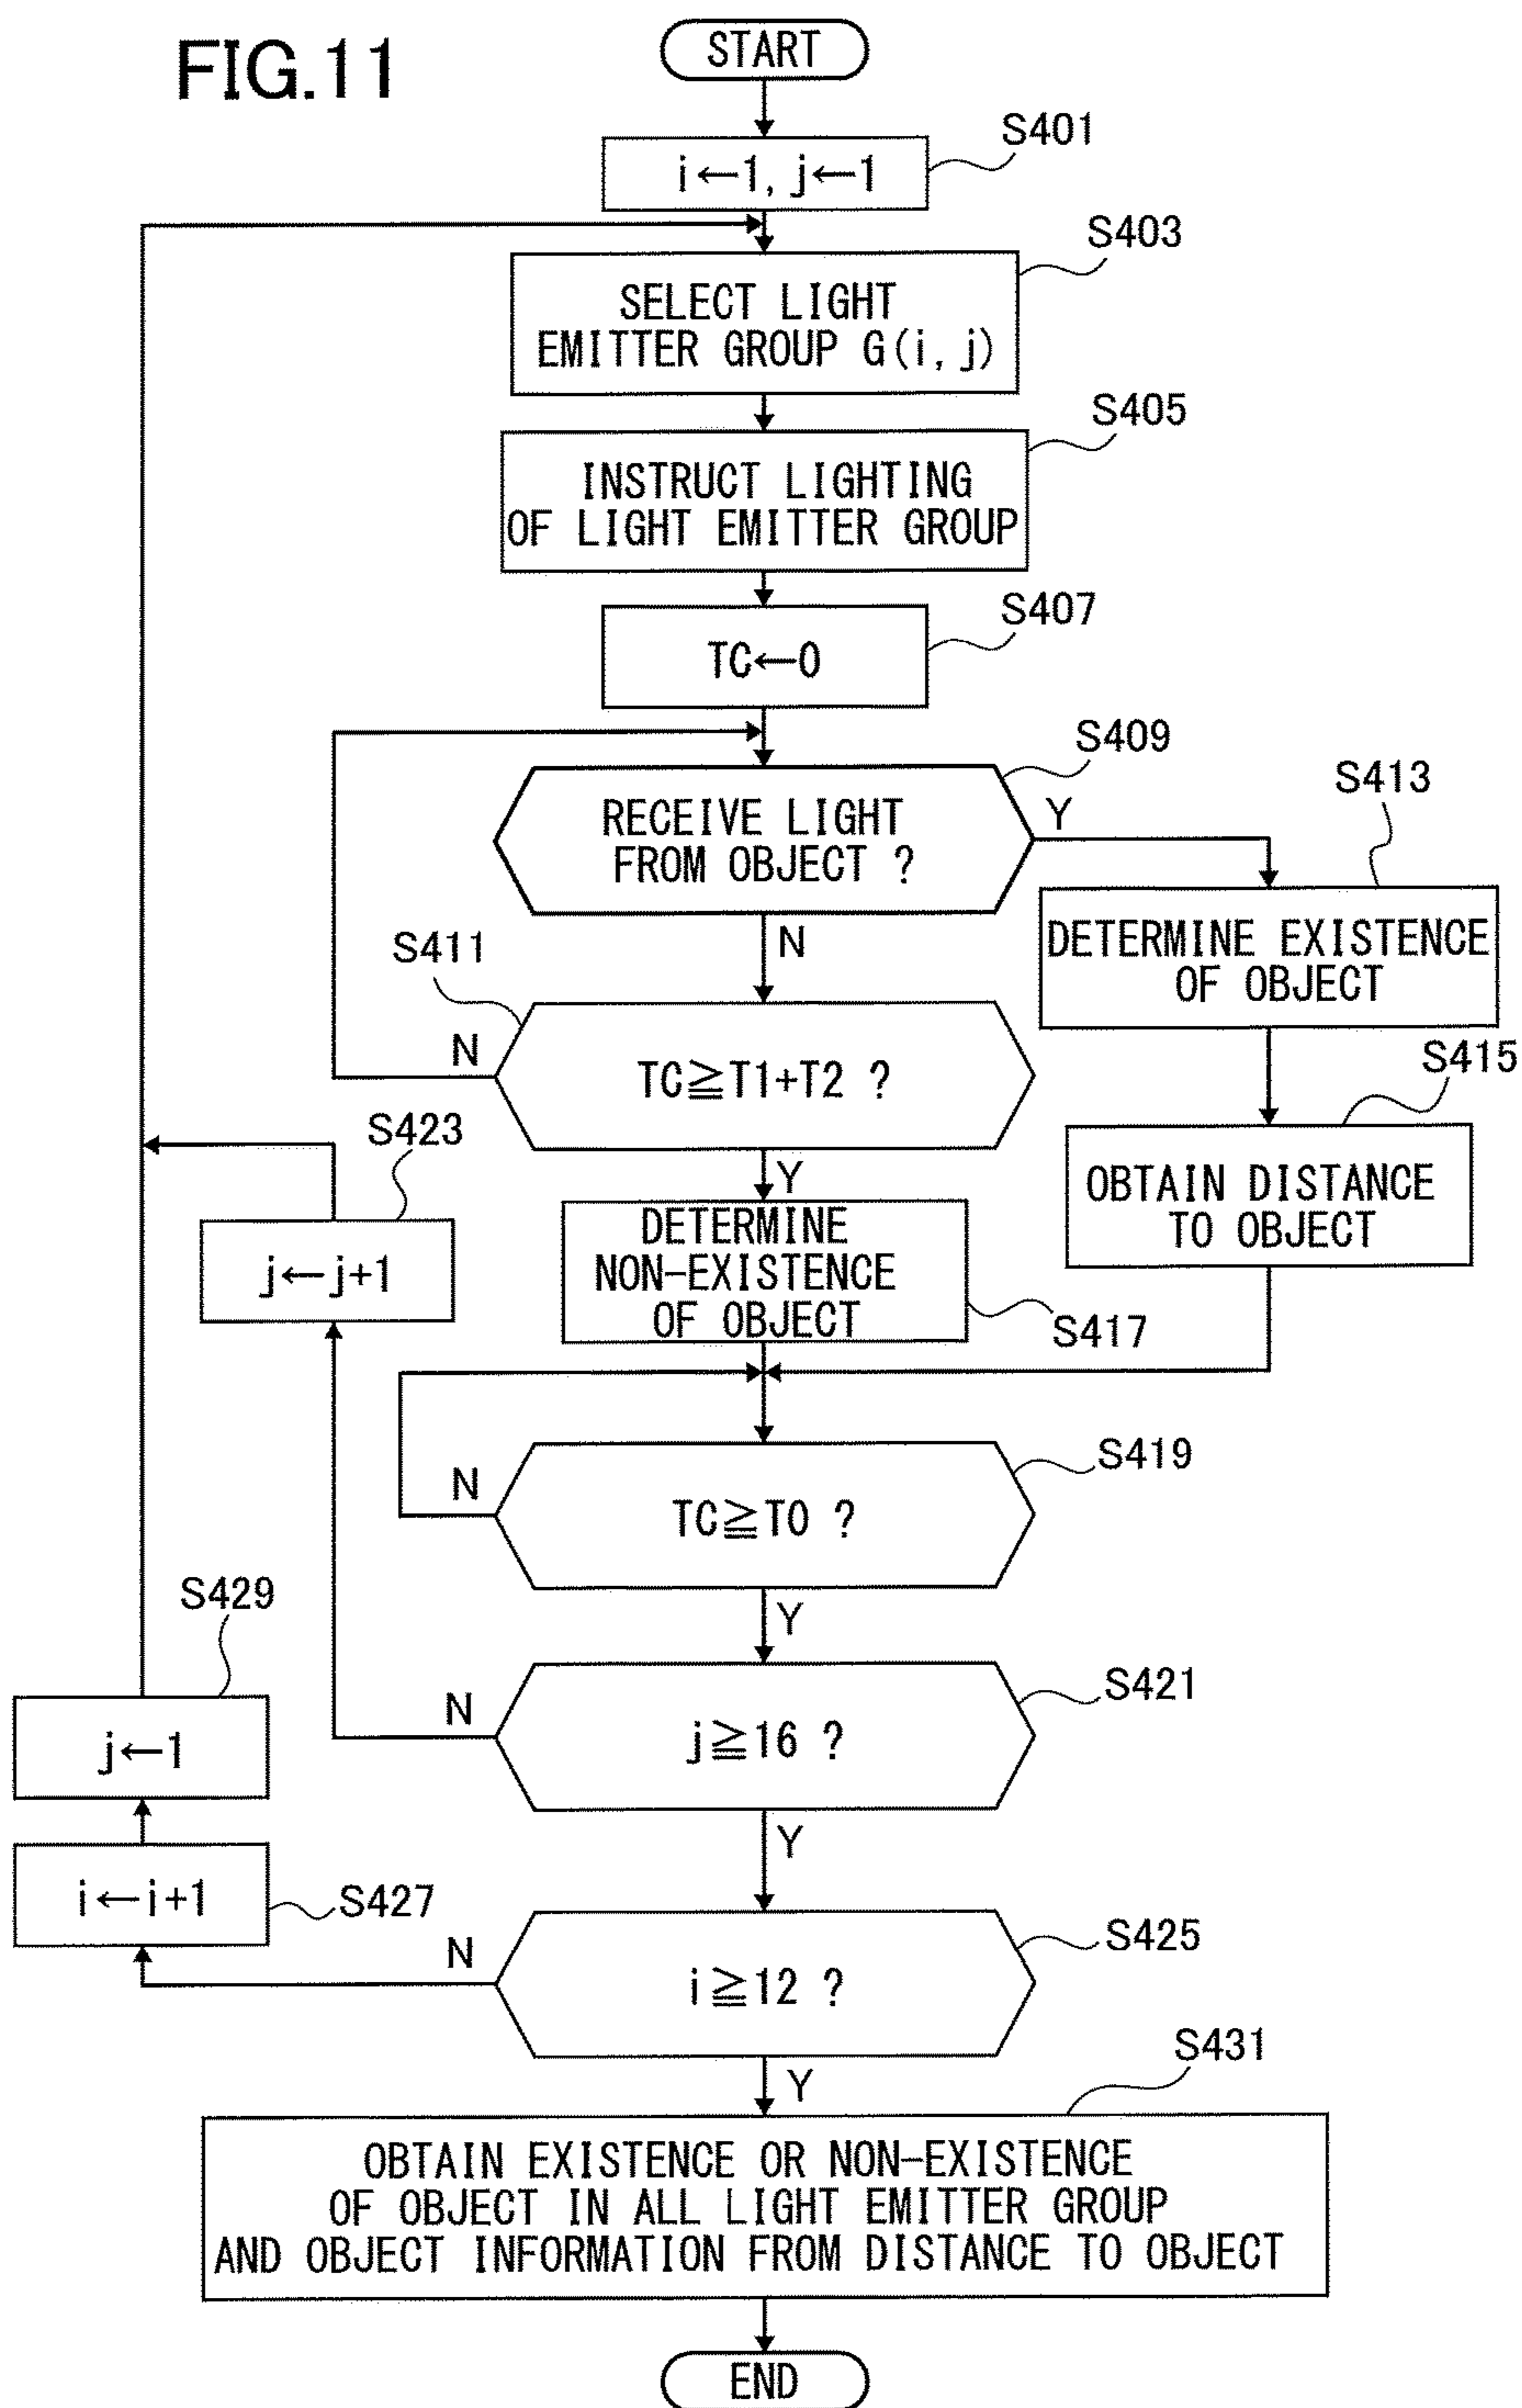 FIG.11
START
S401
i←1, j←1
S403
SELECT LIGHT
EMITTER GROUP G(i, j)
S405
INSTRUCT LIGHTING
OF LIGHT EMITTER GROUP
S407
TC←0
S409
RECEIVE LIGHT
FROM OBJECT ?
Y
N
S413
DETERMINE EXISTENCE
OF OBJECT
S411
N
TC≧T1+T2 ?
Y
S415
OBTAIN DISTANCE
TO OBJECT
S423
j←j+1
DETERMINE
NON-EXISTENCE
OF OBJECT
S417
S419
N
TC≧T0 ?
Y
S421
N
j≧16 ?
Y
S429
j←1
S427
i←i+1
S425
N
i≧12 ?
Y
S431
OBTAIN EXISTENCE OR NON-EXISTENCE
OF OBJECT IN ALL LIGHT EMITTER GROUP
AND OBJECT INFORMATION FROM DISTANCE TO OBJECT
END